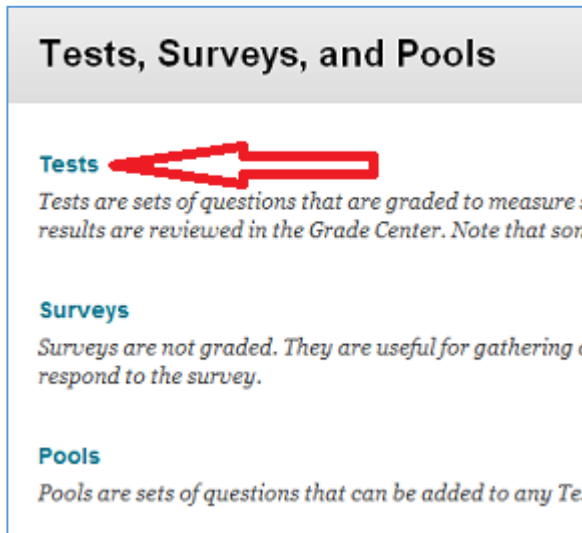 Tests, Surveys, and Pools
Tests
Tests are sets of questions that are graded to measure
results are reviewed in the Grade Center. Note that
Surveys
Surveys are not graded. They are useful for gathering
respond to the survey.
Pools
Pools are sets of questions that can be added to any